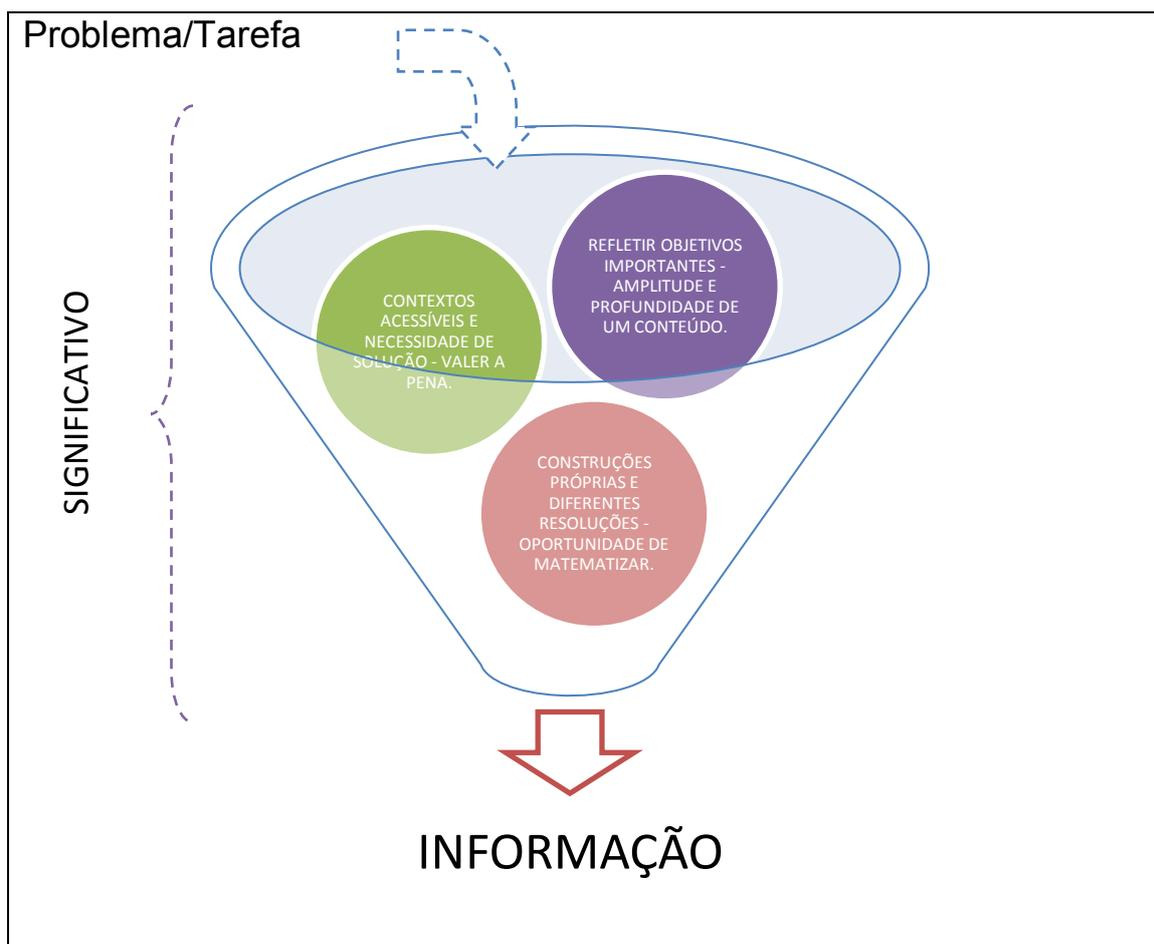 Problema/Tarefa
SIGNIFICATIVO
CONTEXTOS
ACESSÍVEIS E
NECESSIDADE DE
SOLUÇÃO - VALER A
PENA.
REFLETIR OBJETIVOS
IMPORTANTES -
AMPLITUDE E
PROFUNDIDADE DE
UM CONTEÚDO.
CONSTRUÇÕES
PRÓPRIAS E
DIFERENTES
RESOLUÇÕES -
OPORTUNIDADE DE
MATEMATIZAR.
INFORMAÇÃO